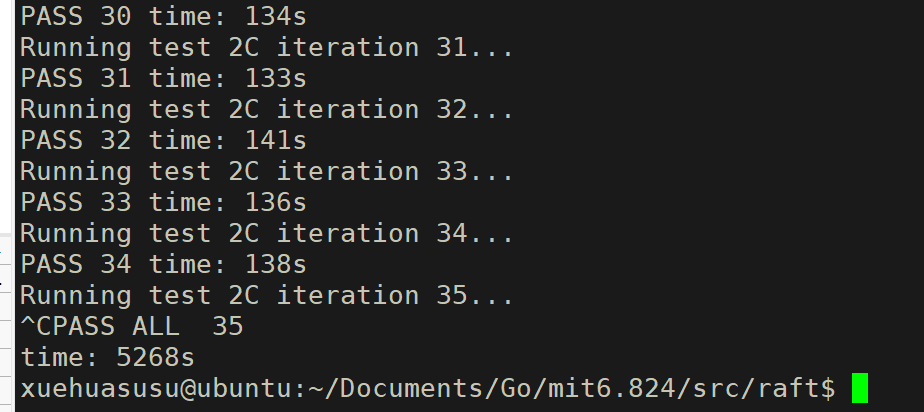 PASS 30 time: 134s
Running test 2C iteration 31...
PASS 31 time: 133s
Running test 2C iteration 32...
PASS 32 time: 141s
Running test 2C iteration 33...
PASS 33 time: 136s
Running test 2C iteration 34...
PASS 34 time: 138s
Running test 2C iteration 35...
^CPASS ALL  35
time: 5268s
xuehuasusu@ubuntu:~/Documents/Go/mit6.824/src/raft$